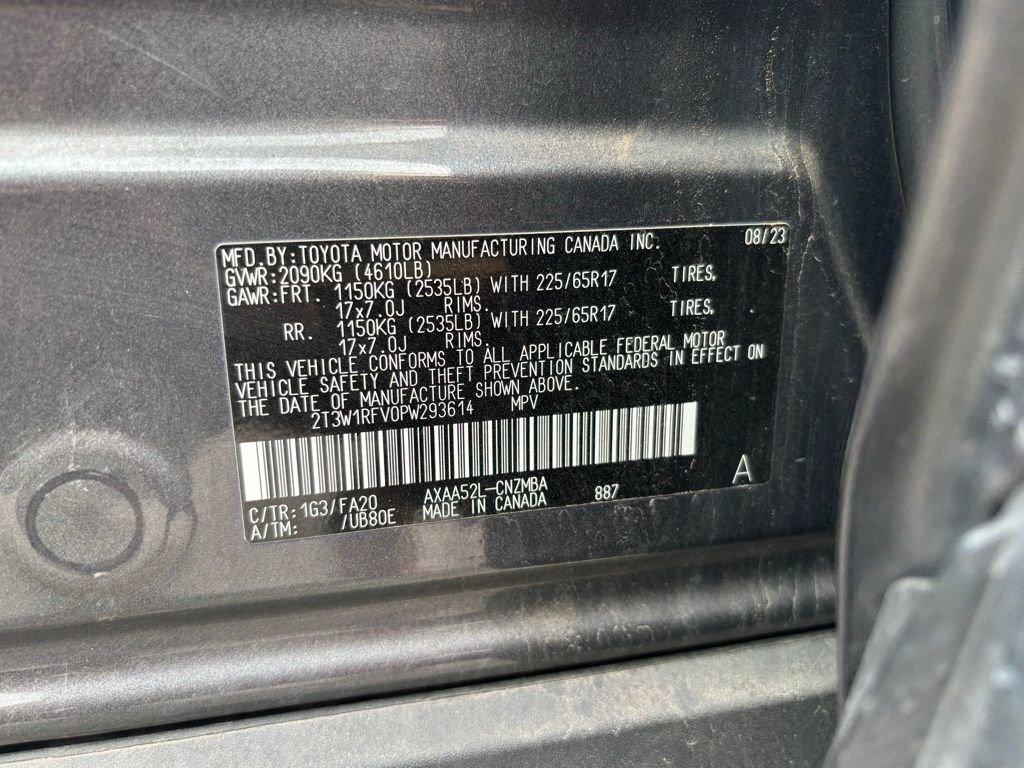 MFD.BY:TOYOTA MOTOR MANUFACTURING CANADA INC. 08/23
GVWR:2090KG (4610LB)
GAWR:FRT. 1150KG (2535LB) WITH 225/65R17 TIRES,
17x7.0J RIMS.
RR. 1150KG (2535LB) WITH 225/65R17 TIRES,
17x7.0J RIMS.
THIS VEHICLE CONFORMS TO ALL APPLICABLE FEDERAL MOTOR
VEHICLE SAFETY AND THEFT PREVENTION STANDARDS IN EFFECT ON
THE DATE OF MANUFACTURE SHOWN ABOVE.
2T3W1RFV0PW293614 MPV
A
C/TR:1G3/FA20 AXAA52L-CNZMBA 887
A/TM: /UB80E MADE IN CANADA